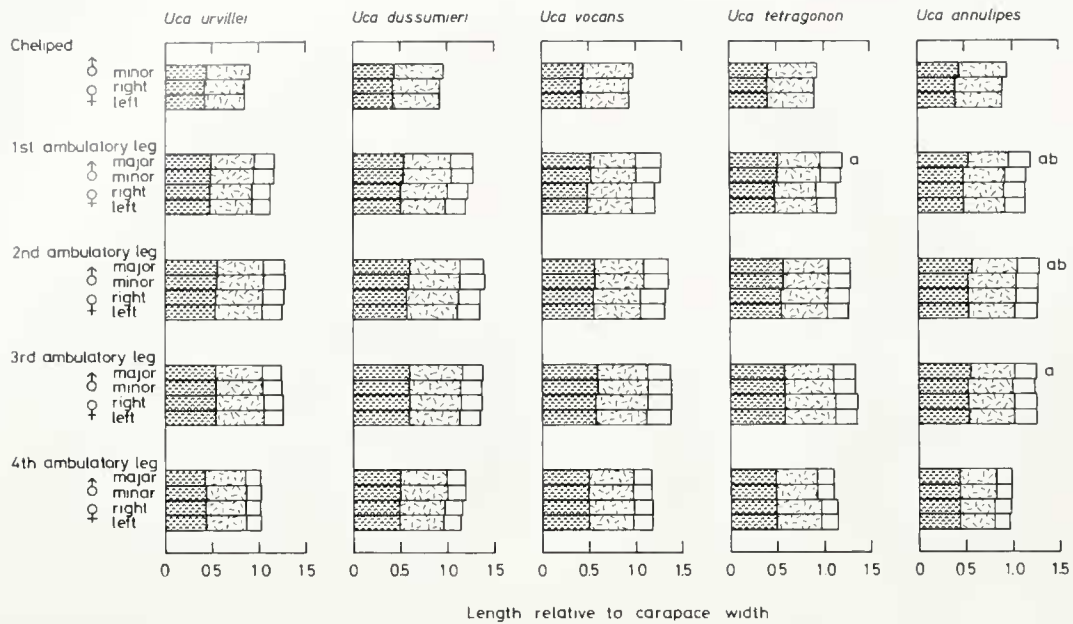 Uca urvillei Uca dussumieri Uca vocans Uca tetragonon Uca annulipes
Cheliped
♂ minor
♀ right
left
1st ambulatory leg
♂ major
minor
♀ right
left
a
ab
2nd ambulatory leg
♂ major
minor
♀ right
left
ab
3rd ambulatory leg
♂ major
minor
♀ right
left
a
4th ambulatory leg
♂ major
minor
♀ right
left
0 0.5 1.0 1.5 0 0.5 1.0 1.5 0 0.5 1.0 1.5 0 0.5 1.0 1.5 0 0.5 1.0 1.5
Length relative to carapace width